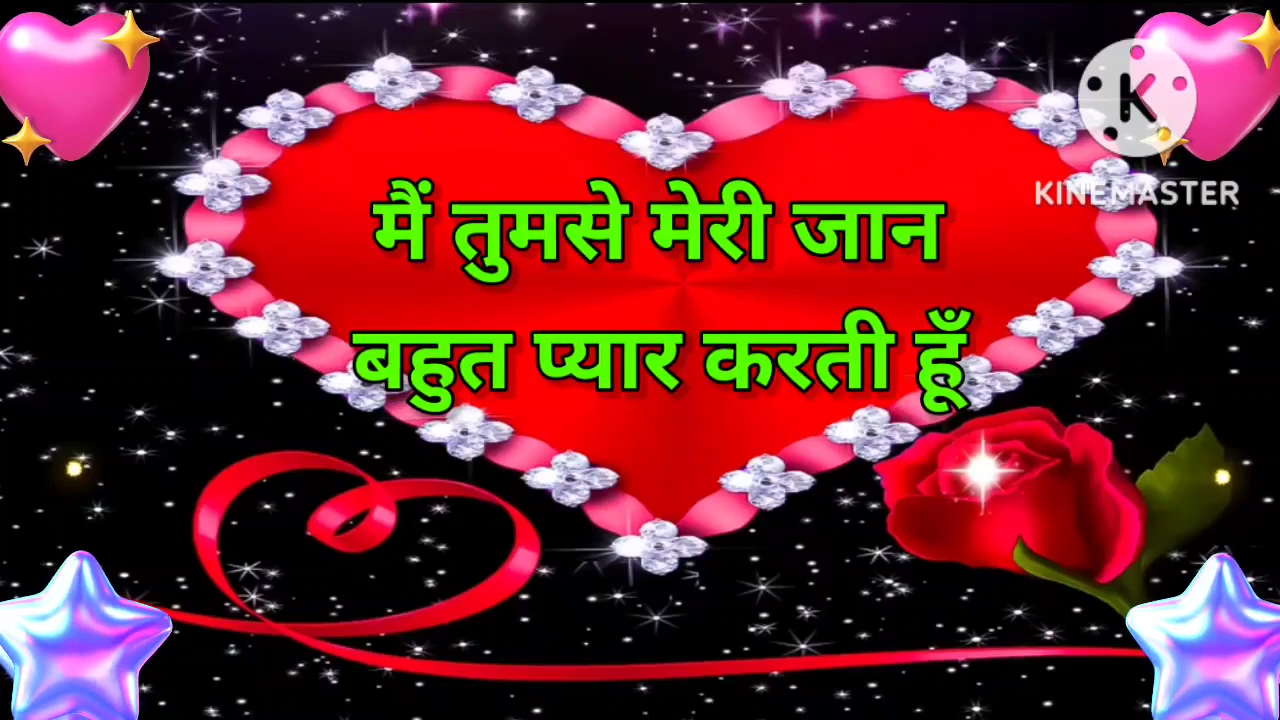 मैं तुमसे मेरी जान
बहुत प्यार करती हूँ
K
KINEMASTER